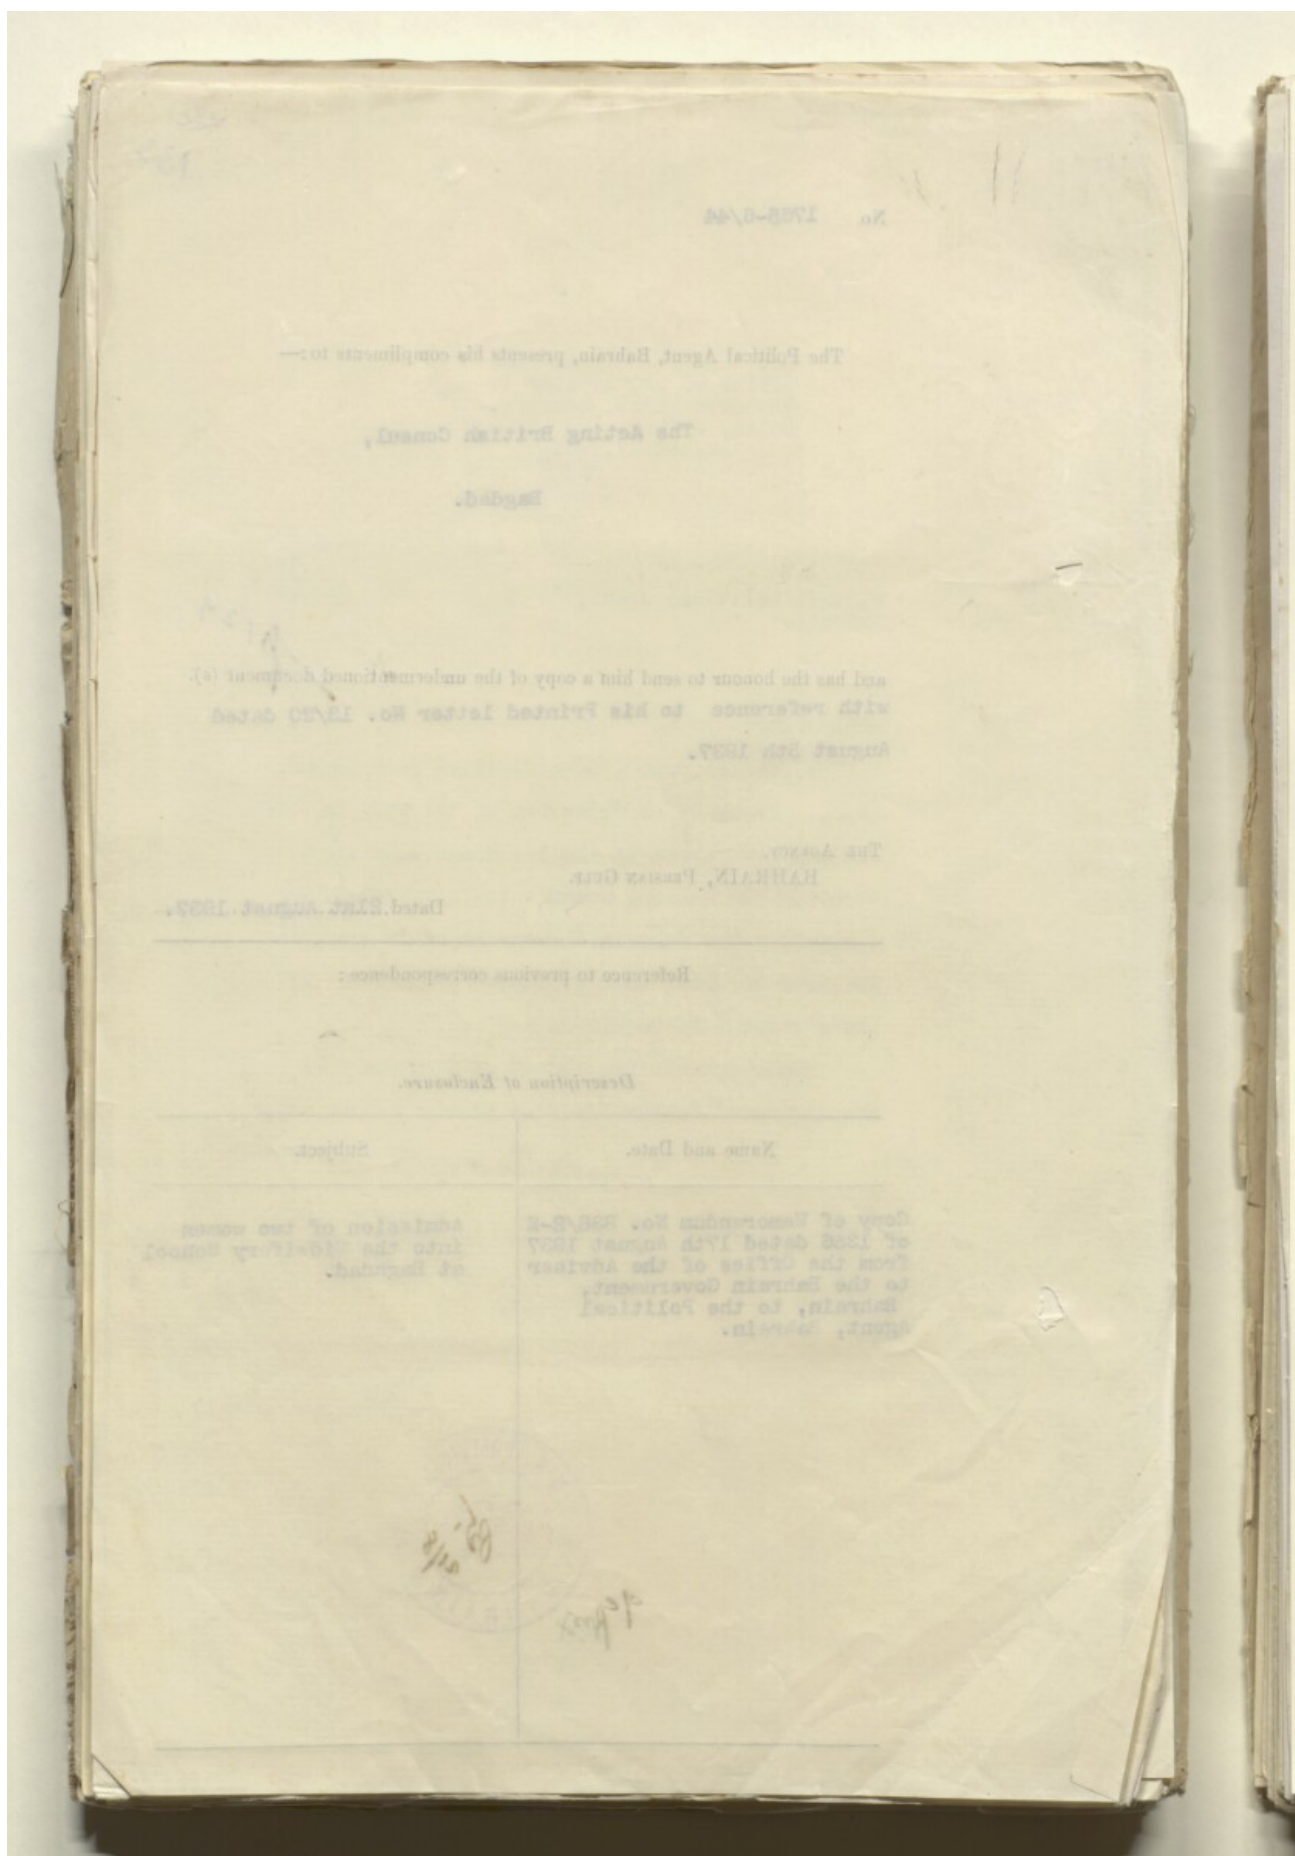 No 1765-6/44
The Political Agent, Bahrain, presents his compliments to:—
The Acting British Consul,
Bagdad.
and has the honour to send him a copy of the undermentioned document (s).
with reference to his Printed letter No. 13/20 dated
August 5th 1937.
THE AGENCY,
BAHRAIN, PERSIAN GULF.
Dated. 21st August 1937.
Reference to previous correspondence:
Description of Enclosure.
Name and Date.
Subject.
Copy of Memorandum No.
of 1356 dated 17th August 1937
from the Office of the Adviser
to the Bahrain Government,
Bahrain, to the Political
Agent, Bahrain.
Admission of two women
into the Midwifery School
at Baghdad.